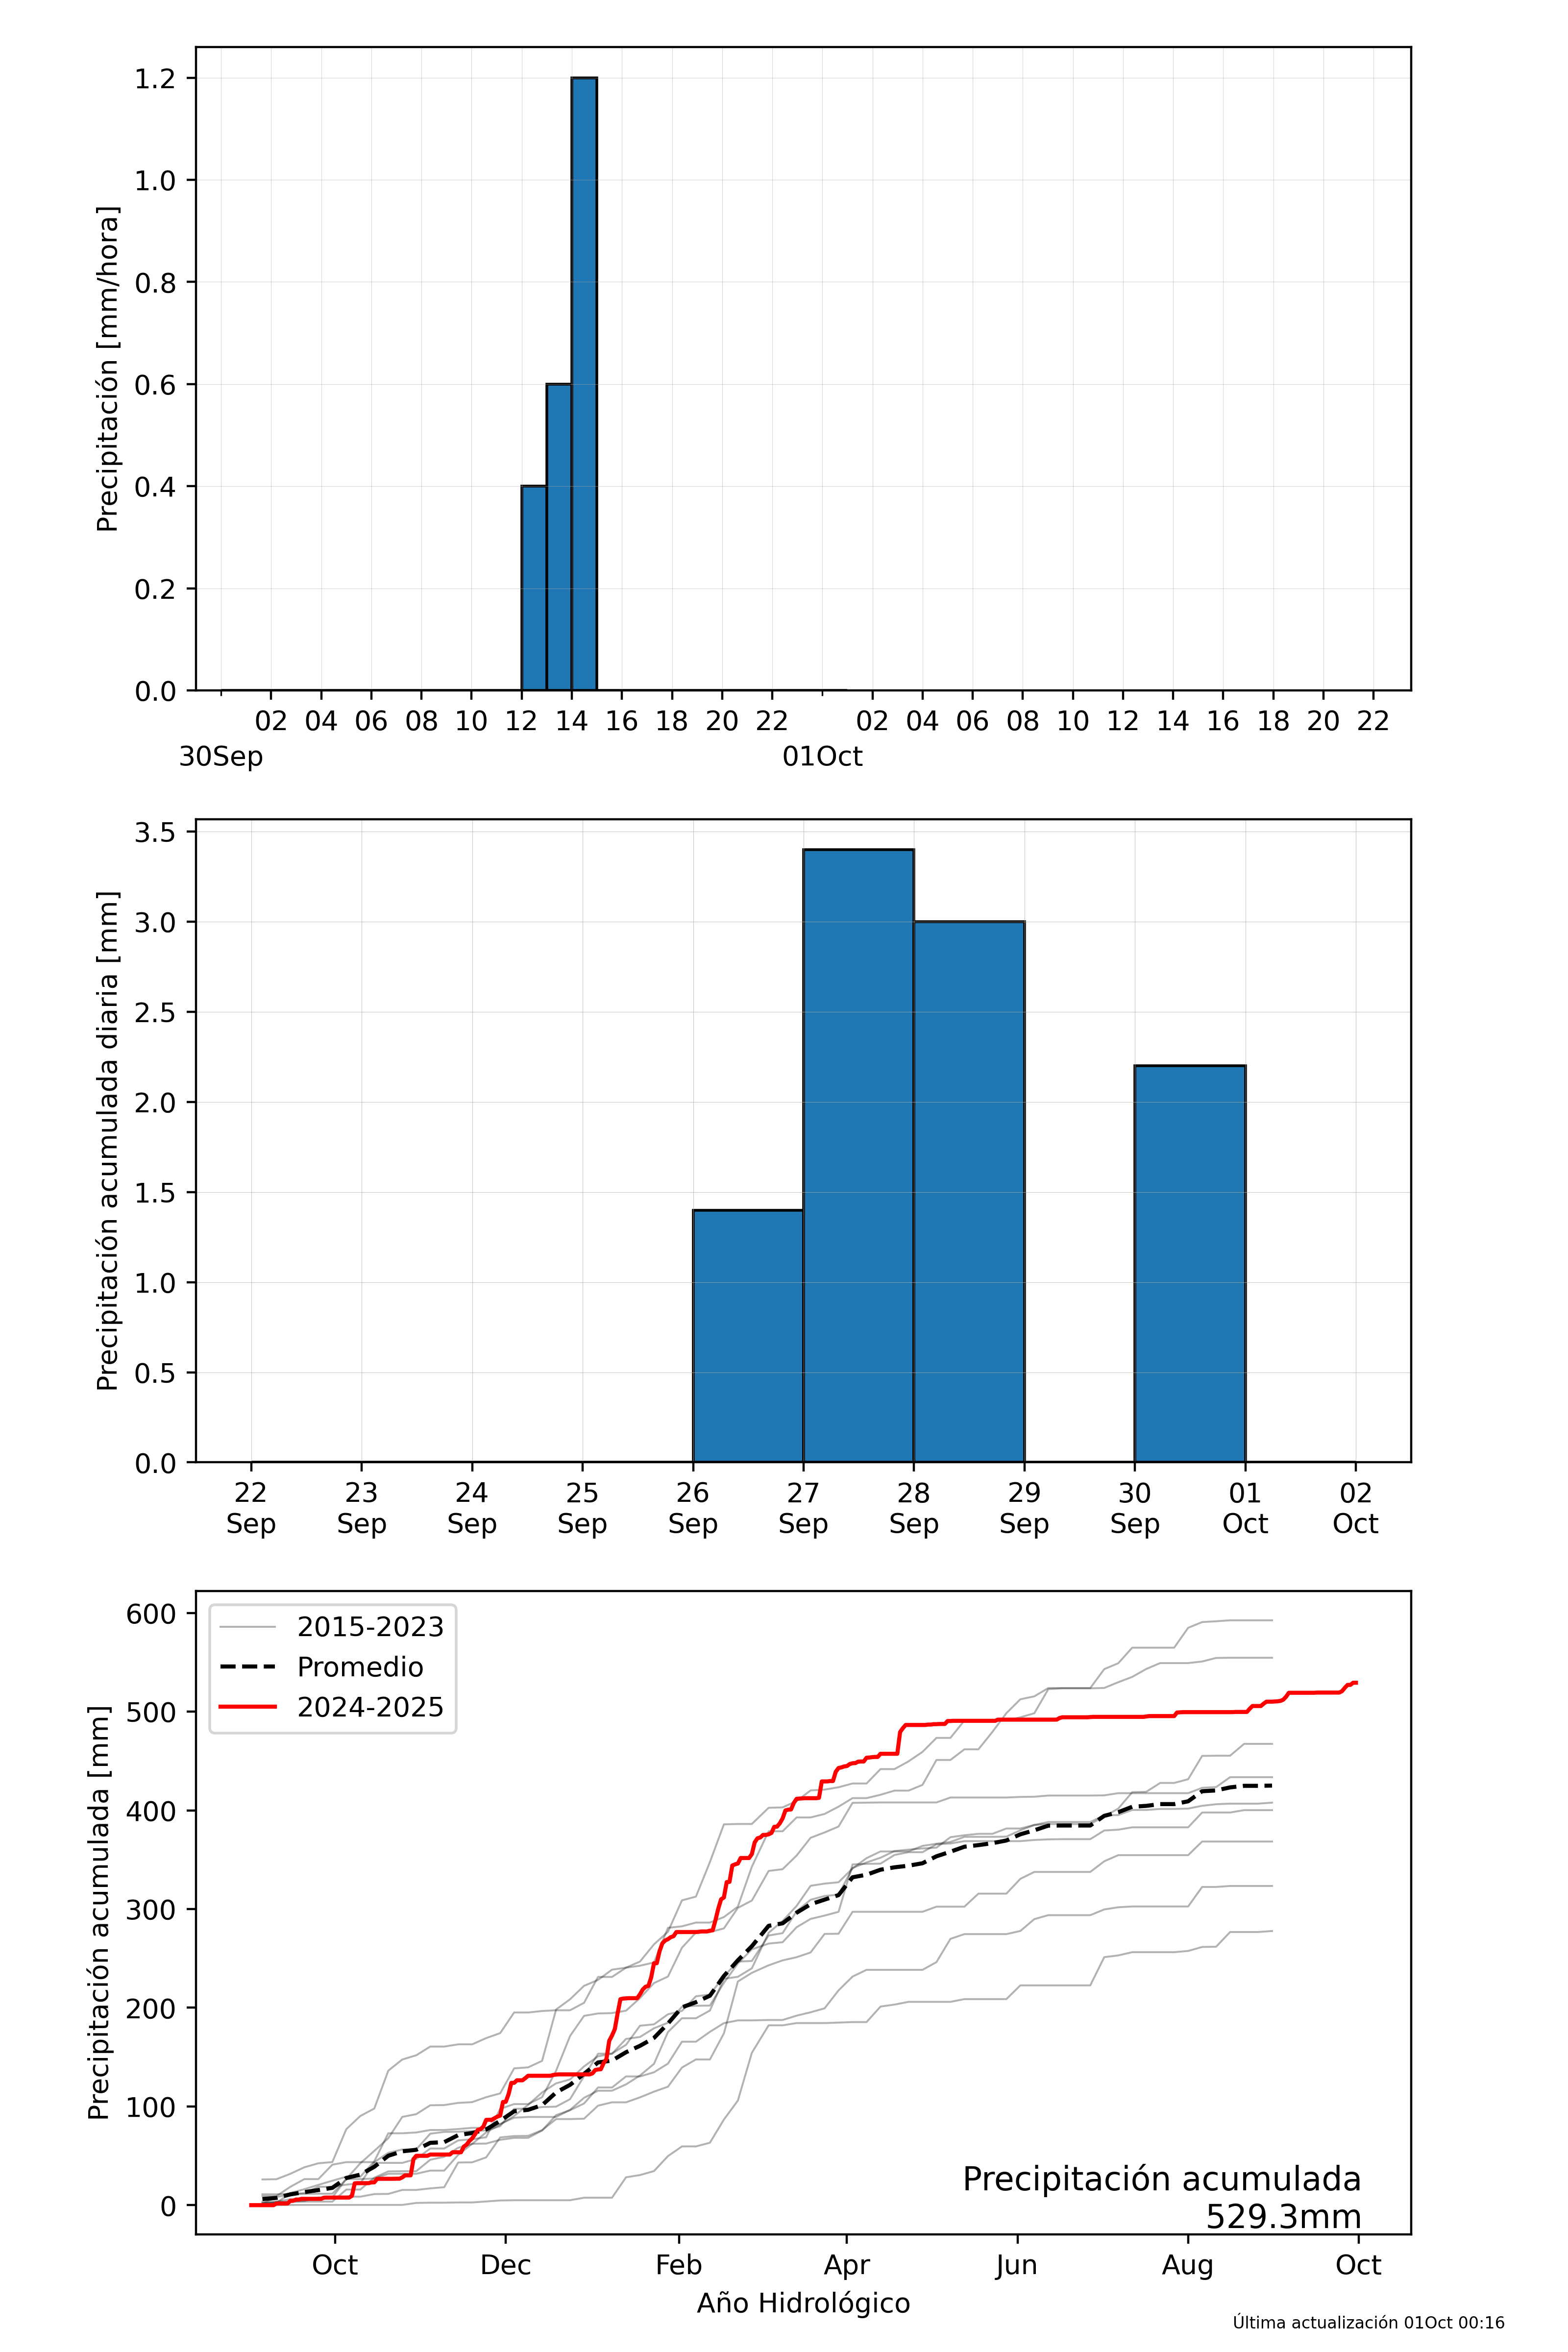 Precipitación [mm/hora]
1.2
1.0
0.8
0.6
0.4
0.2
0.0
02 04 06 08 10 12 14 16 18 20 22 02 04 06 08 10 12 14 16 18 20 22
30Sep 01Oct
Precipitación acumulada diaria [mm]
3.5
3.0
2.5
2.0
1.5
1.0
0.5
0.0
22 23 24 25 26 27 28 29 30 01 02
Sep Sep Sep Sep Sep Sep Sep Sep Sep Oct Oct
Precipitación acumulada [mm]
600
500
400
300
200
100
0
2015-2023
Promedio
2024-2025
Precipitación acumulada
529.3mm
Oct Dec Feb Apr Jun Aug Oct
Año Hidrológico
Última actualización 01Oct 00:16